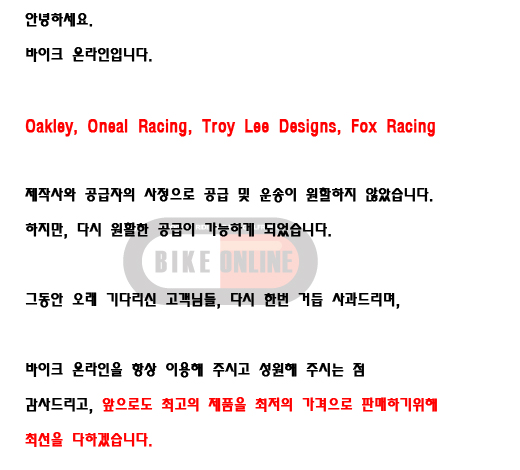 안녕하세요.
바이크 온라인입니다.
Oakley, Oneal Racing, Troy Lee Designs, Fox Racing
제작사와 공급자의 사정으로 공급 및 운송이 원활하지 않았습니다.
하지만, 다시 원활한 공급이 가능하게 되었습니다.
BIKE ONLINE
그동안 오래 기다리신 고객님들, 다시 한번 거듭 사과드리며,
바이크 온라인을 항상 이용해 주시고 성원해 주시는 점
감사드리고, 앞으로도 최고의 제품을 최저의 가격으로 판매하기위해
최선을 다하겠습니다.